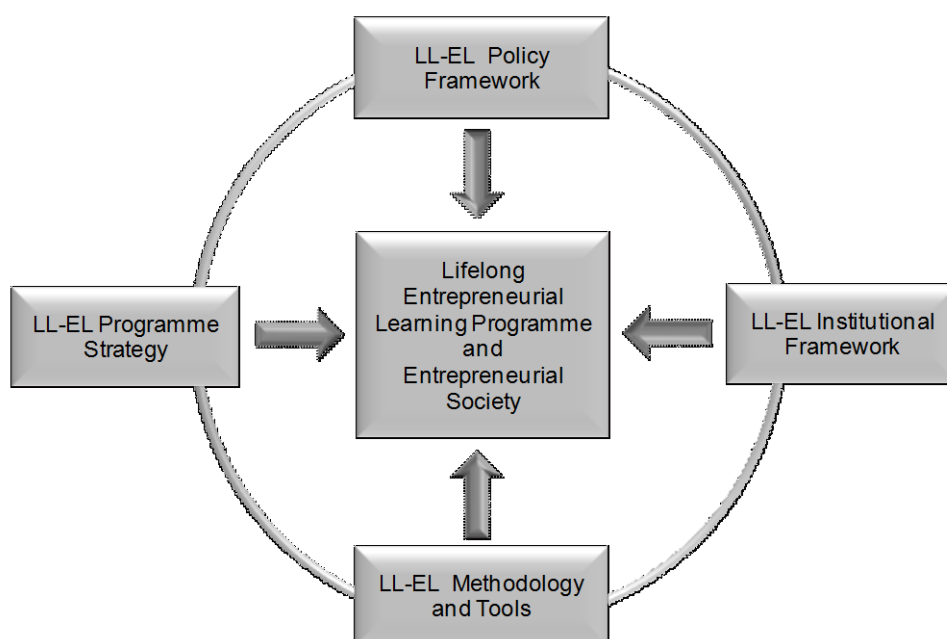 LL-EL Policy
Framework
Lifelong
Entrepreneurial
Learning Programme
and
Entrepreneurial
Society
LL-EL Programme
Strategy
LL-EL Institutional
Framework
LL-EL Methodology
and Tools